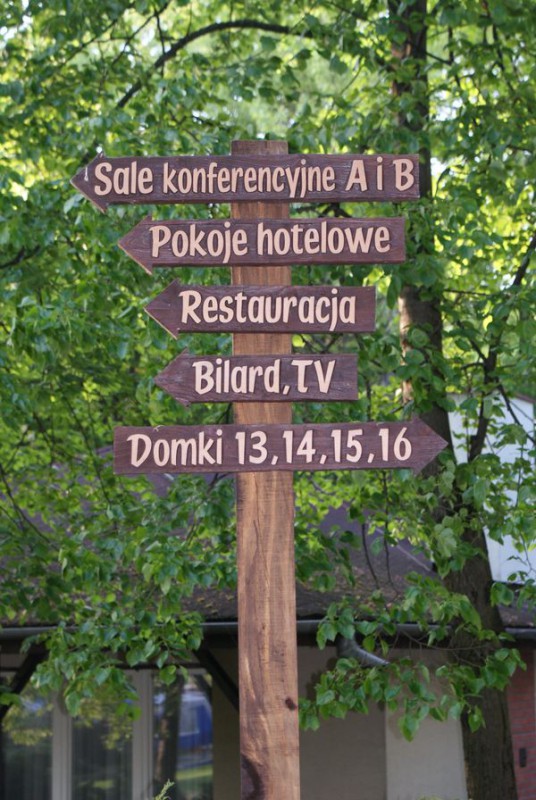 Sale konferencyjne A i B
Pokoje hotelowe
Restauracja
Bilard,TV
Domki 13,14,15,16